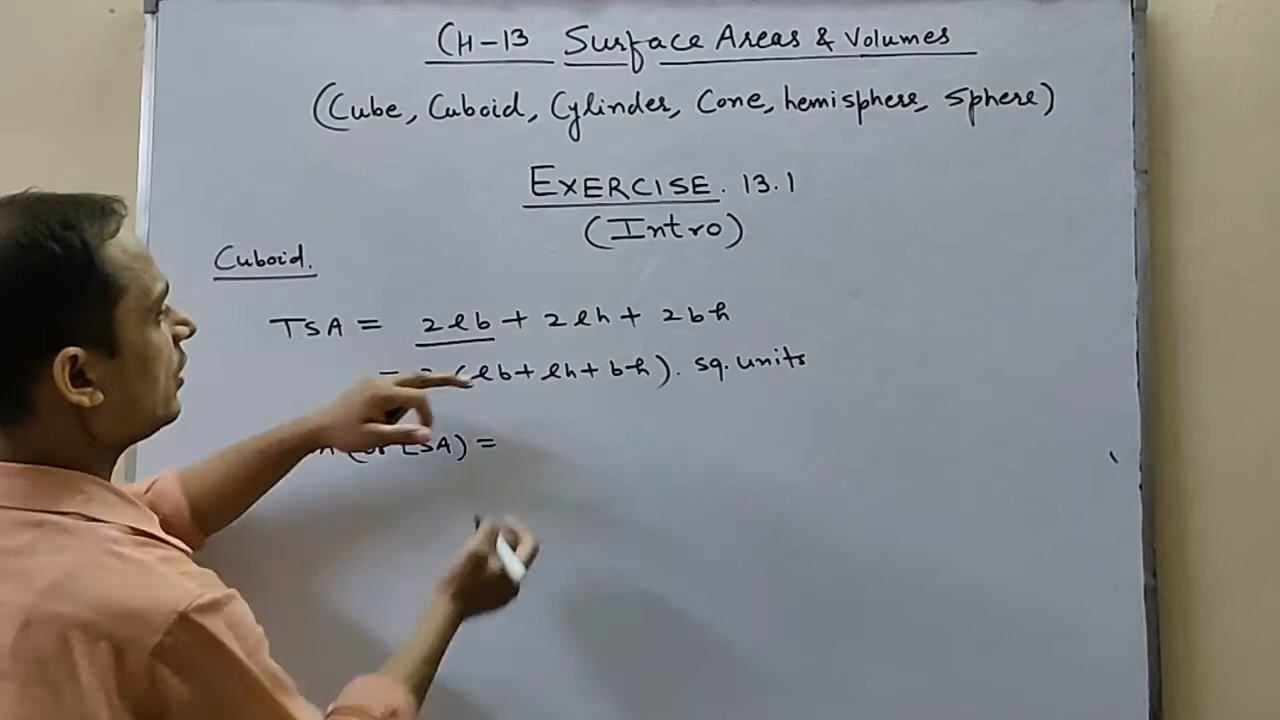 CH-13 Surface Areas & Volumes
(Cube, Cuboid, Cylinder, Cone, hemisphere, Sphere)
EXERCISE. 13.1
(Intro)
Cuboid.
TSA = 2lb + 2lh + 2bh
= 2 (lb + lh + bh). sq. units
LSA) =